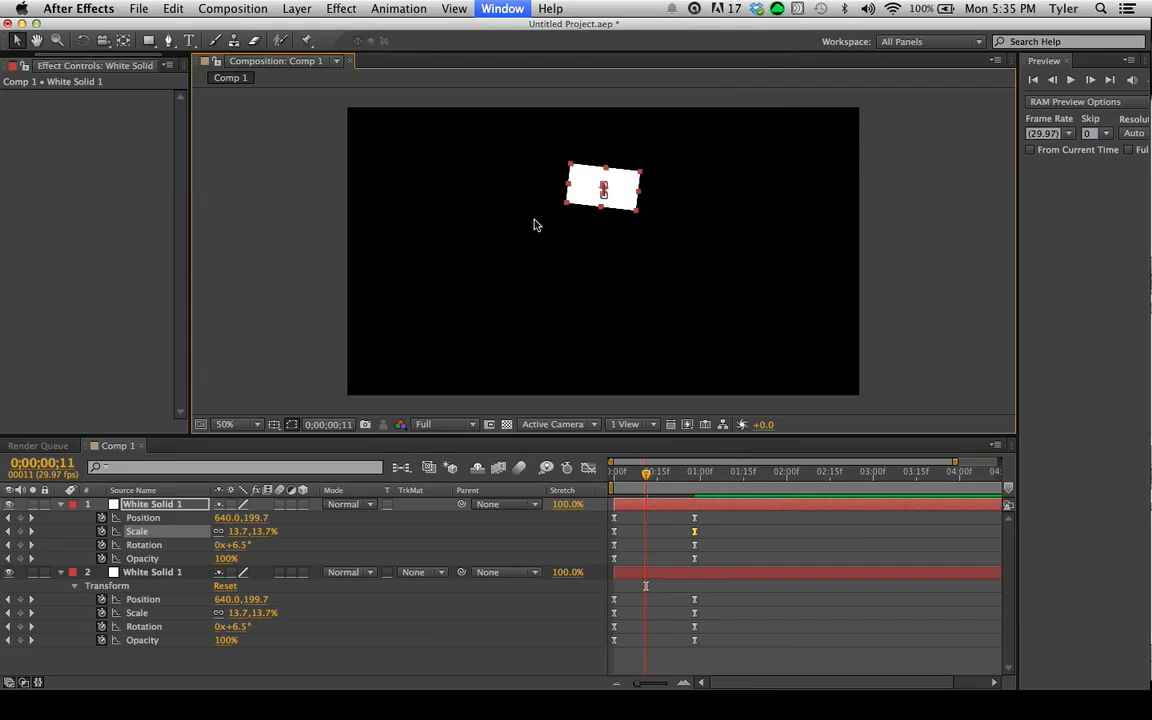 After Effects File Edit Composition Layer Effect Animation View Window Help 17 100% Mon 5:35 PM Tyler
Untitled Project.aep *
T Workspace: All Panels Search Help
Effect Controls: White Solid Composition: Comp 1 Preview
Comp 1 • White Solid 1 Comp 1
RAM Preview Options
Frame Rate Skip Resolu
(29.97) 0 Auto
From Current Time Ful
50% 0;00;00;11 Full Active Camera 1 View +0.0
Render Queue Comp 1
0;00;00;11
00011 (29.97 fps)
:00f 0:15f 01:00f 01:15f 02:00f 02:15f 03:00f 03:15f 04:00f 04:
# Source Name Mode T TrkMat Parent Stretch
1 White Solid 1 Normal None 100.0%
Position 640.0,199.7
Scale 13.7,13.7%
Rotation 0x+6.5°
Opacity 100%
2 White Solid 1 Normal None None 100.0%
Transform Reset
Position 640.0,199.7
Scale 13.7,13.7%
Rotation 0x+6.5°
Opacity 100%